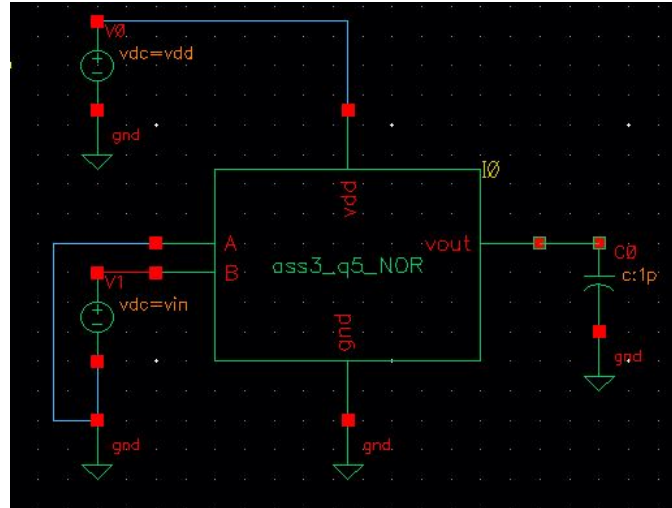 V0
vdc=vdd
gnd
I0
vdd
A
vout
C0
ass3_q5_NOR
B
c:1p
V1
vdc=vin
gnd
gnd
gnd
gnd